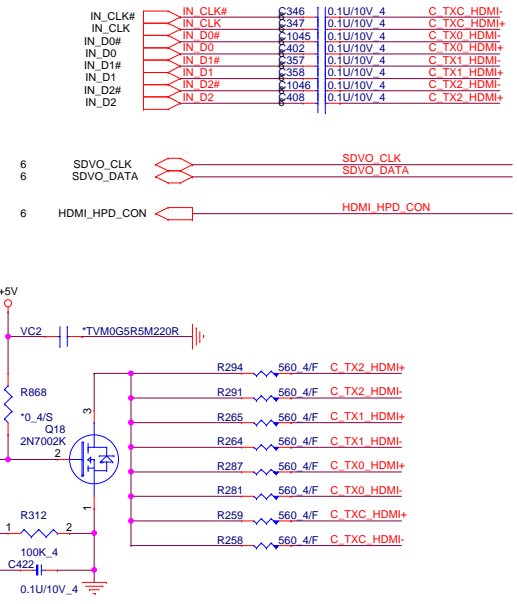 IN_CLK# IN_CLK# C346 0.1U/10V_4 C_TXC_HDMI-
IN_CLK IN_CLK C347 0.1U/10V_4 C_TXC_HDMI+
IN_D0# IN_D0# C1045 0.1U/10V_4 C_TX0_HDMI-
IN_D0 IN_D0 C402 0.1U/10V_4 C_TX0_HDMI+
IN_D1# IN_D1# C357 0.1U/10V_4 C_TX1_HDMI-
IN_D1 IN_D1 C358 0.1U/10V_4 C_TX1_HDMI+
IN_D2# IN_D2# C1046 0.1U/10V_4 C_TX2_HDMI-
IN_D2 IN_D2 C408 0.1U/10V_4 C_TX2_HDMI+
6 SDVO_CLK SDVO_CLK
6 SDVO_DATA SDVO_DATA
6 HDMI_HPD_CON HDMI_HPD_CON
+5V
VC2 *TVM0G5R5M220R
R294 560_4/F C_TX2_HDMI+
R868
R291 560_4/F C_TX2_HDMI-
*0_4/S
3
R265 560_4/F C_TX1_HDMI+
Q18
2N7002K
R264 560_4/F C_TX1_HDMI-
2
R287 560_4/F C_TX0_HDMI+
R281 560_4/F C_TX0_HDMI-
1
R312
R259 560_4/F C_TXC_HDMI+
1 2
R258 560_4/F C_TXC_HDMI-
100K_4
C422
0.1U/10V_4